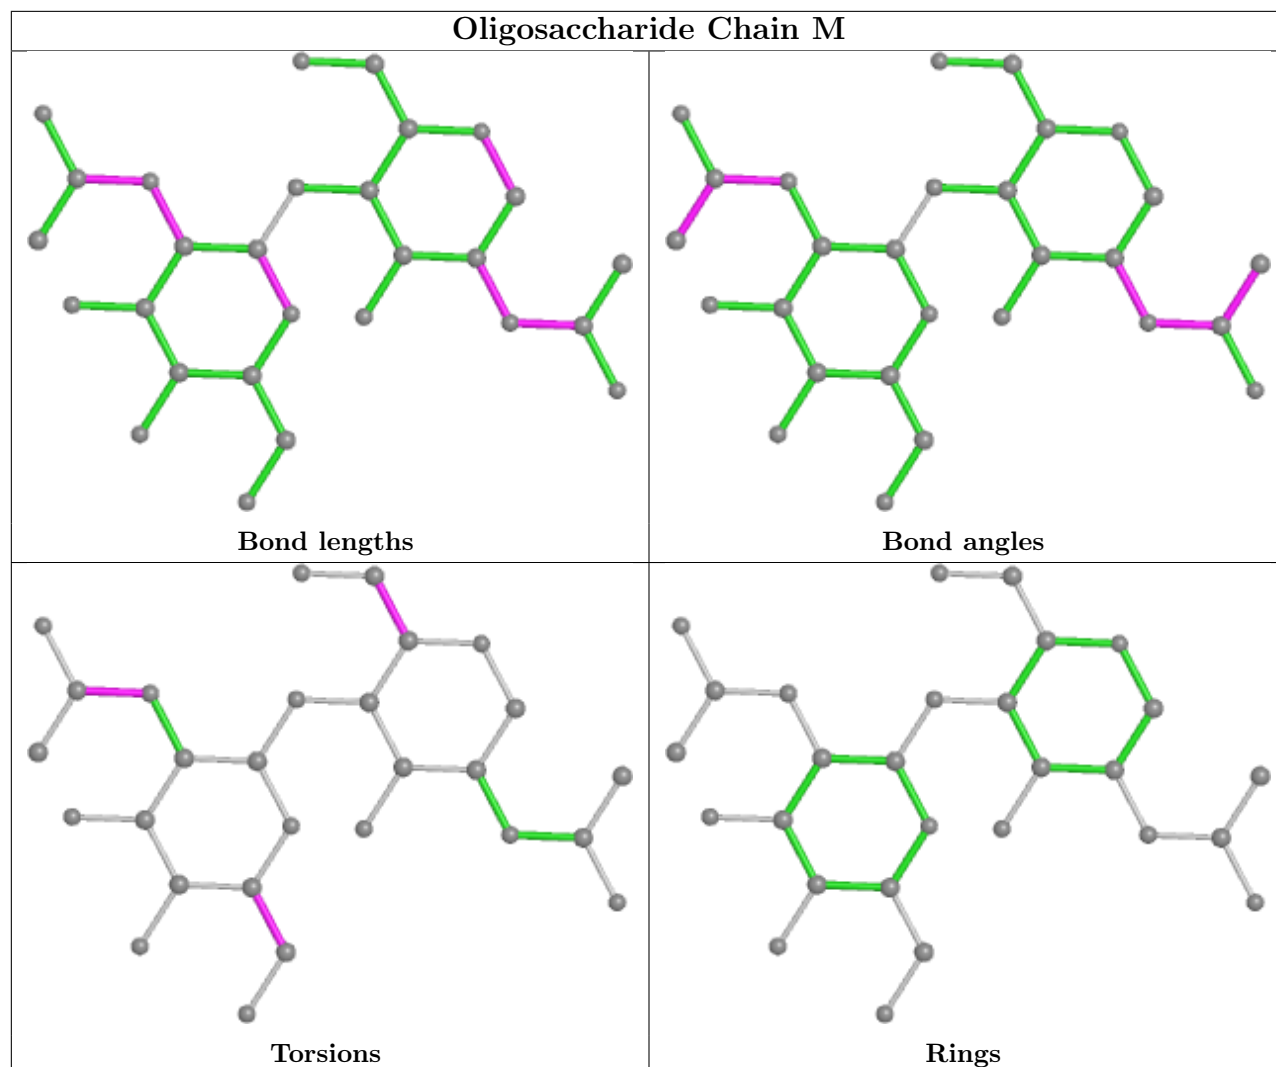 Oligosaccharide Chain M
Bond lengths
Bond angles
Torsions
Rings